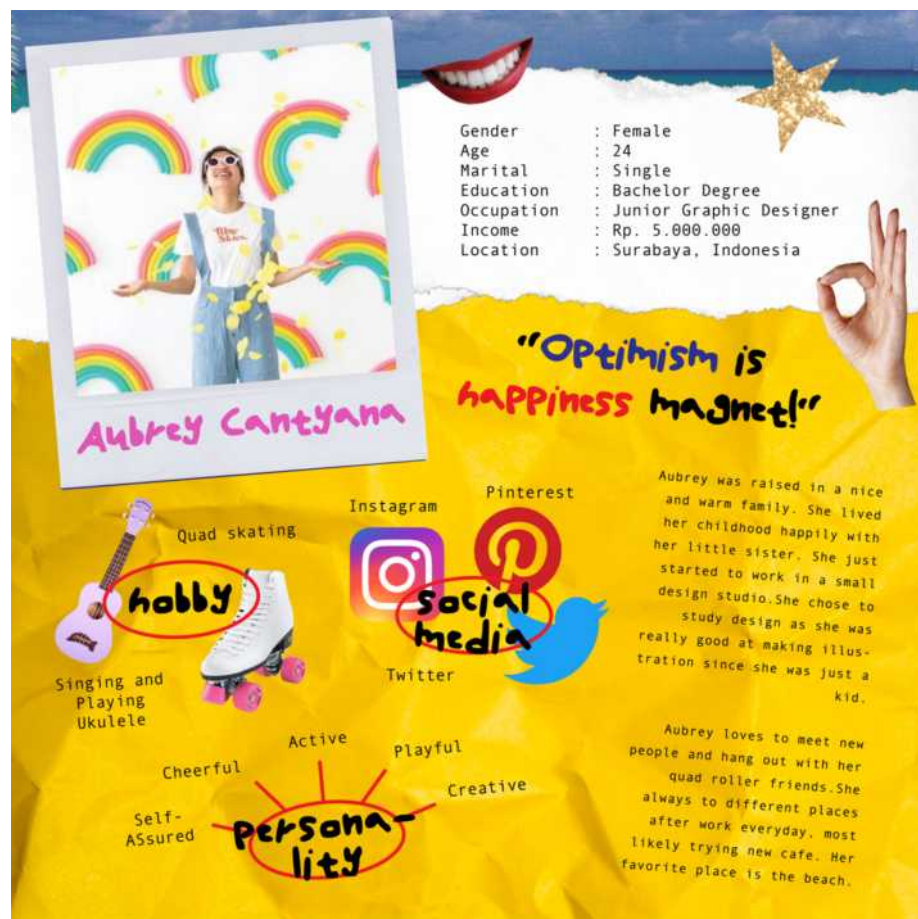 Blue
Skies.
Aubrey Cantyana
Gender : Female
Age : 24
Marital : Single
Education : Bachelor Degree
Occupation : Junior Graphic Designer
Income : Rp. 5.000.000
Location : Surabaya, Indonesia
"Optimism is
happiness magnet!"
Quad skating
hobby
Singing and
Playing
Ukulele
Instagram
Pinterest
social
media
Twitter
Active
Cheerful
Playful
Self-
ASsured
Creative
persona-
lity
Aubrey was raised in a nice
and warm family. She lived
her childhood happily with
her little sister. She just
started to work in a small
design studio.She chose to
study design as she was
really good at making illus-
tration since she was just a
kid.
Aubrey loves to meet new
people and hang out with her
quad roller friends.She
always to different places
after work everyday, most
likely trying new cafe. Her
favorite place is the beach.